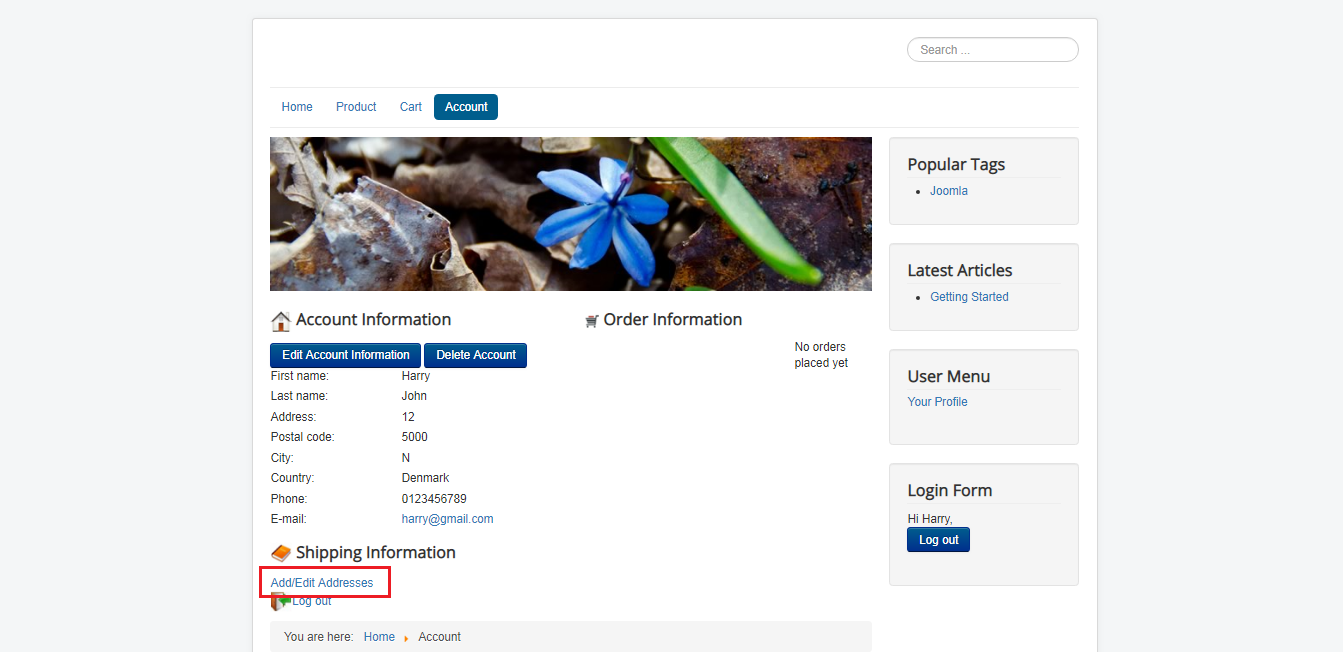 Search ...
Home Product Cart Account
Account Information
Edit Account Information Delete Account
First name: Harry
Last name: John
Address: 12
Postal code: 5000
City: N
Country: Denmark
Phone: 0123456789
E-mail: harry@gmail.com
Order Information
No orders
placed yet
Shipping Information
Add/Edit Addresses
Log out
You are here: Home Account
Popular Tags
Joomla
Latest Articles
Getting Started
User Menu
Your Profile
Login Form
Hi Harry,
Log out